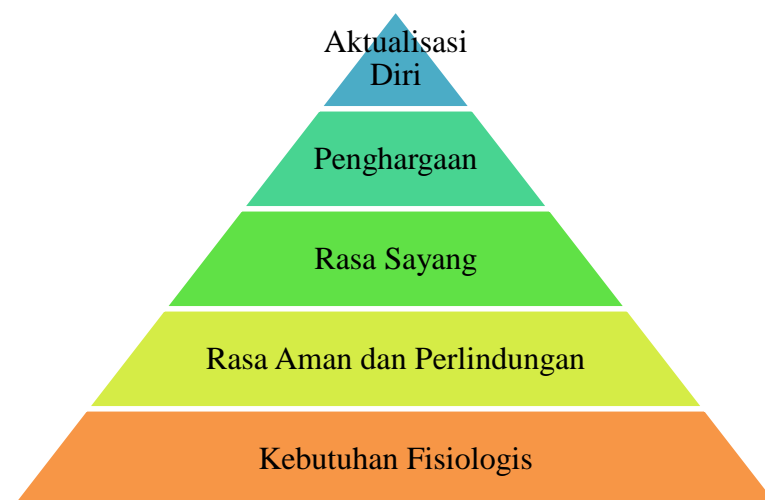 Aktualisasi
Diri
Penghargaan
Rasa Sayang
Rasa Aman dan Perlindungan
Kebutuhan Fisiologis